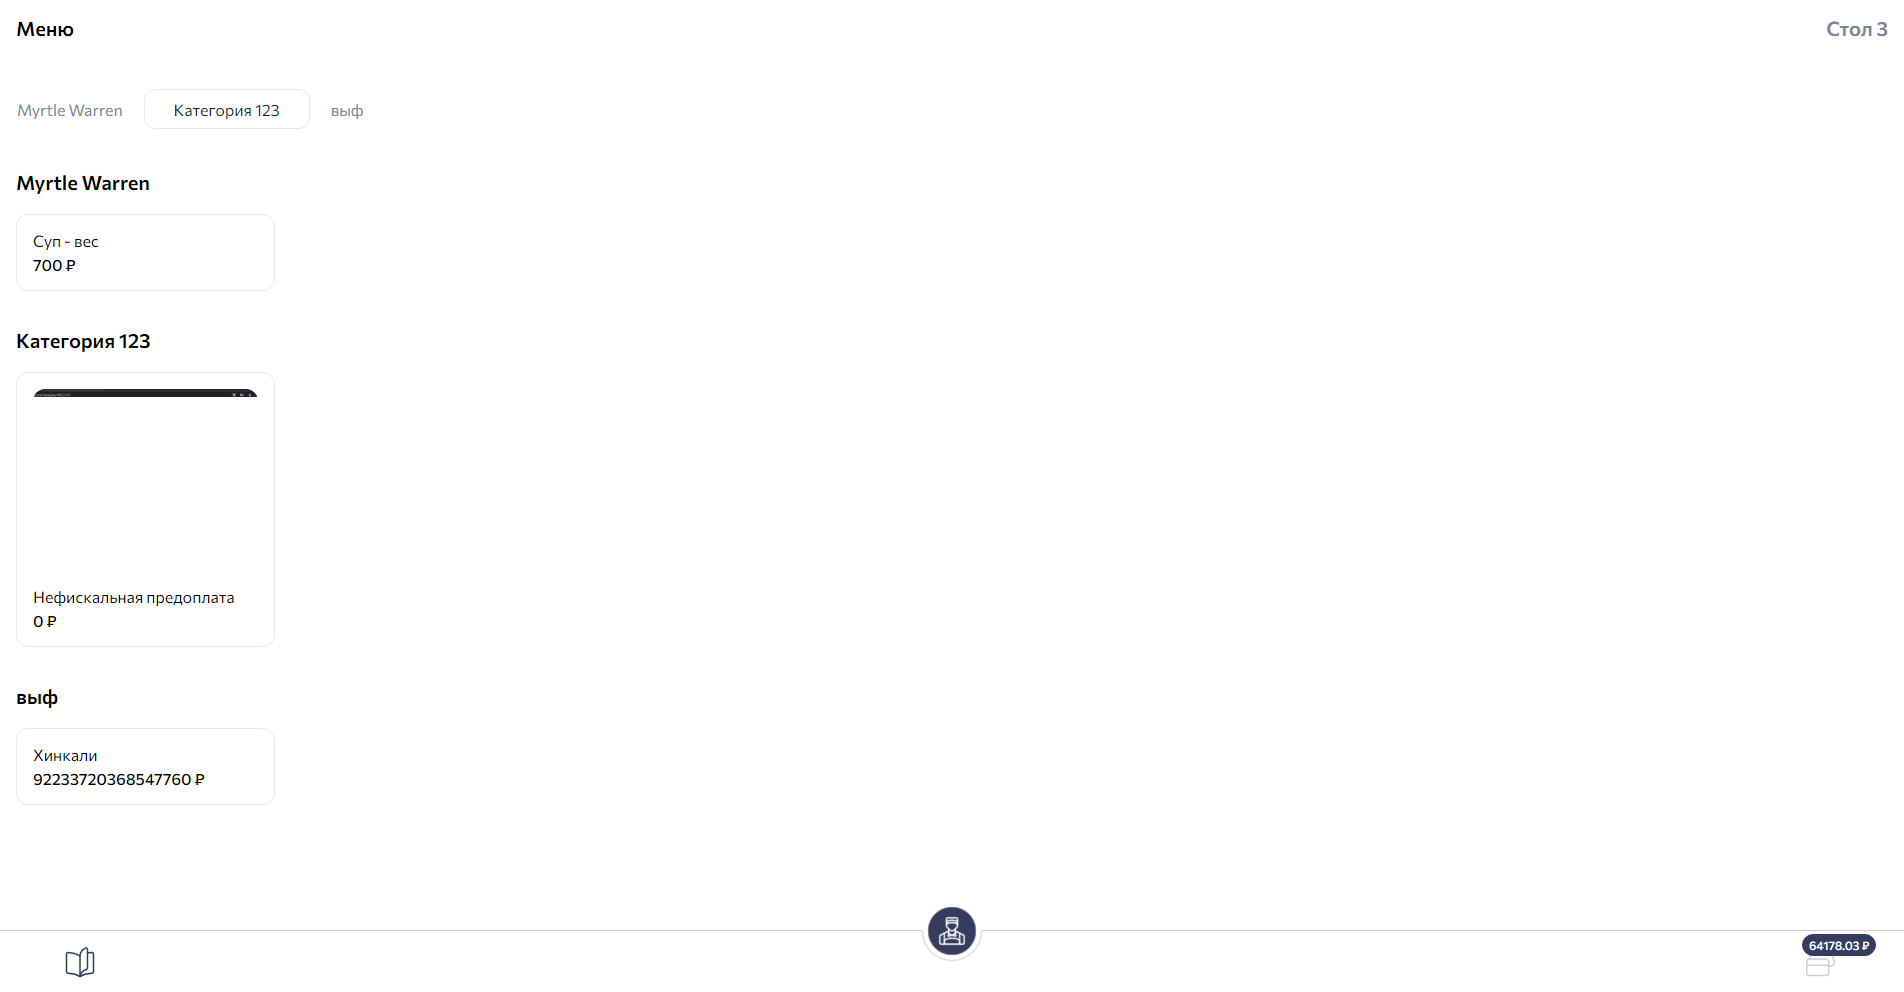 Меню
Стол 3
Myrtle Warren
Категория 123
выф
Myrtle Warren
Суп - вес
700 ₽
Категория 123
Нефискальная предоплата
0 ₽
выф
Хинкали
92233720368547760 ₽
64178.03 ₽